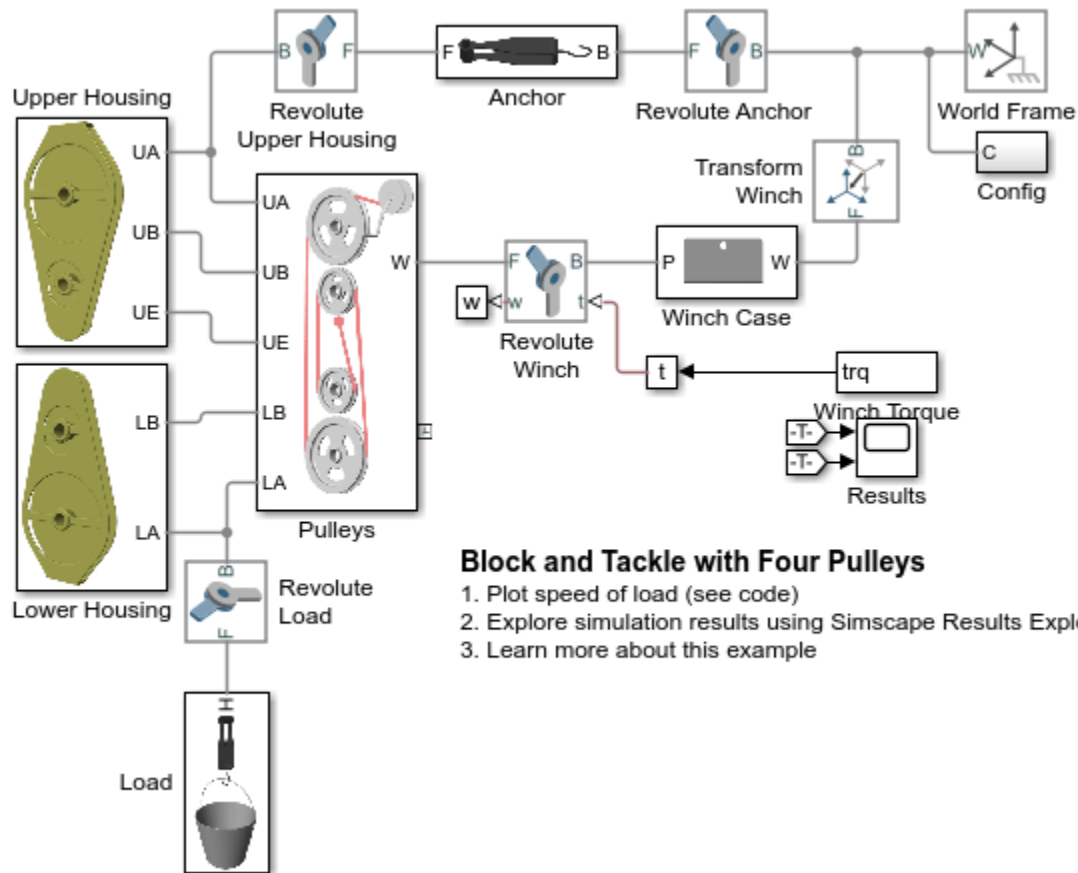 B
F
F
B
F
B
W
Revolute
Upper Housing
Anchor
Revolute Anchor
World Frame
Upper Housing
UA
UB
UE
UA
UB
UE
LB
LA
W
Pulleys
Transform
Winch
B
F
C
Config
F
B
w
t
w
Revolute
Winch
P
W
Winch Case
t
trq
Winch Torque
-T-
-T-
Results
LB
LA
Lower Housing
B
F
Revolute
Load
H
Load
Block and Tackle with Four Pulleys
1. Plot speed of load (see code)
2. Explore simulation results using Simscape Results Explo
3. Learn more about this example